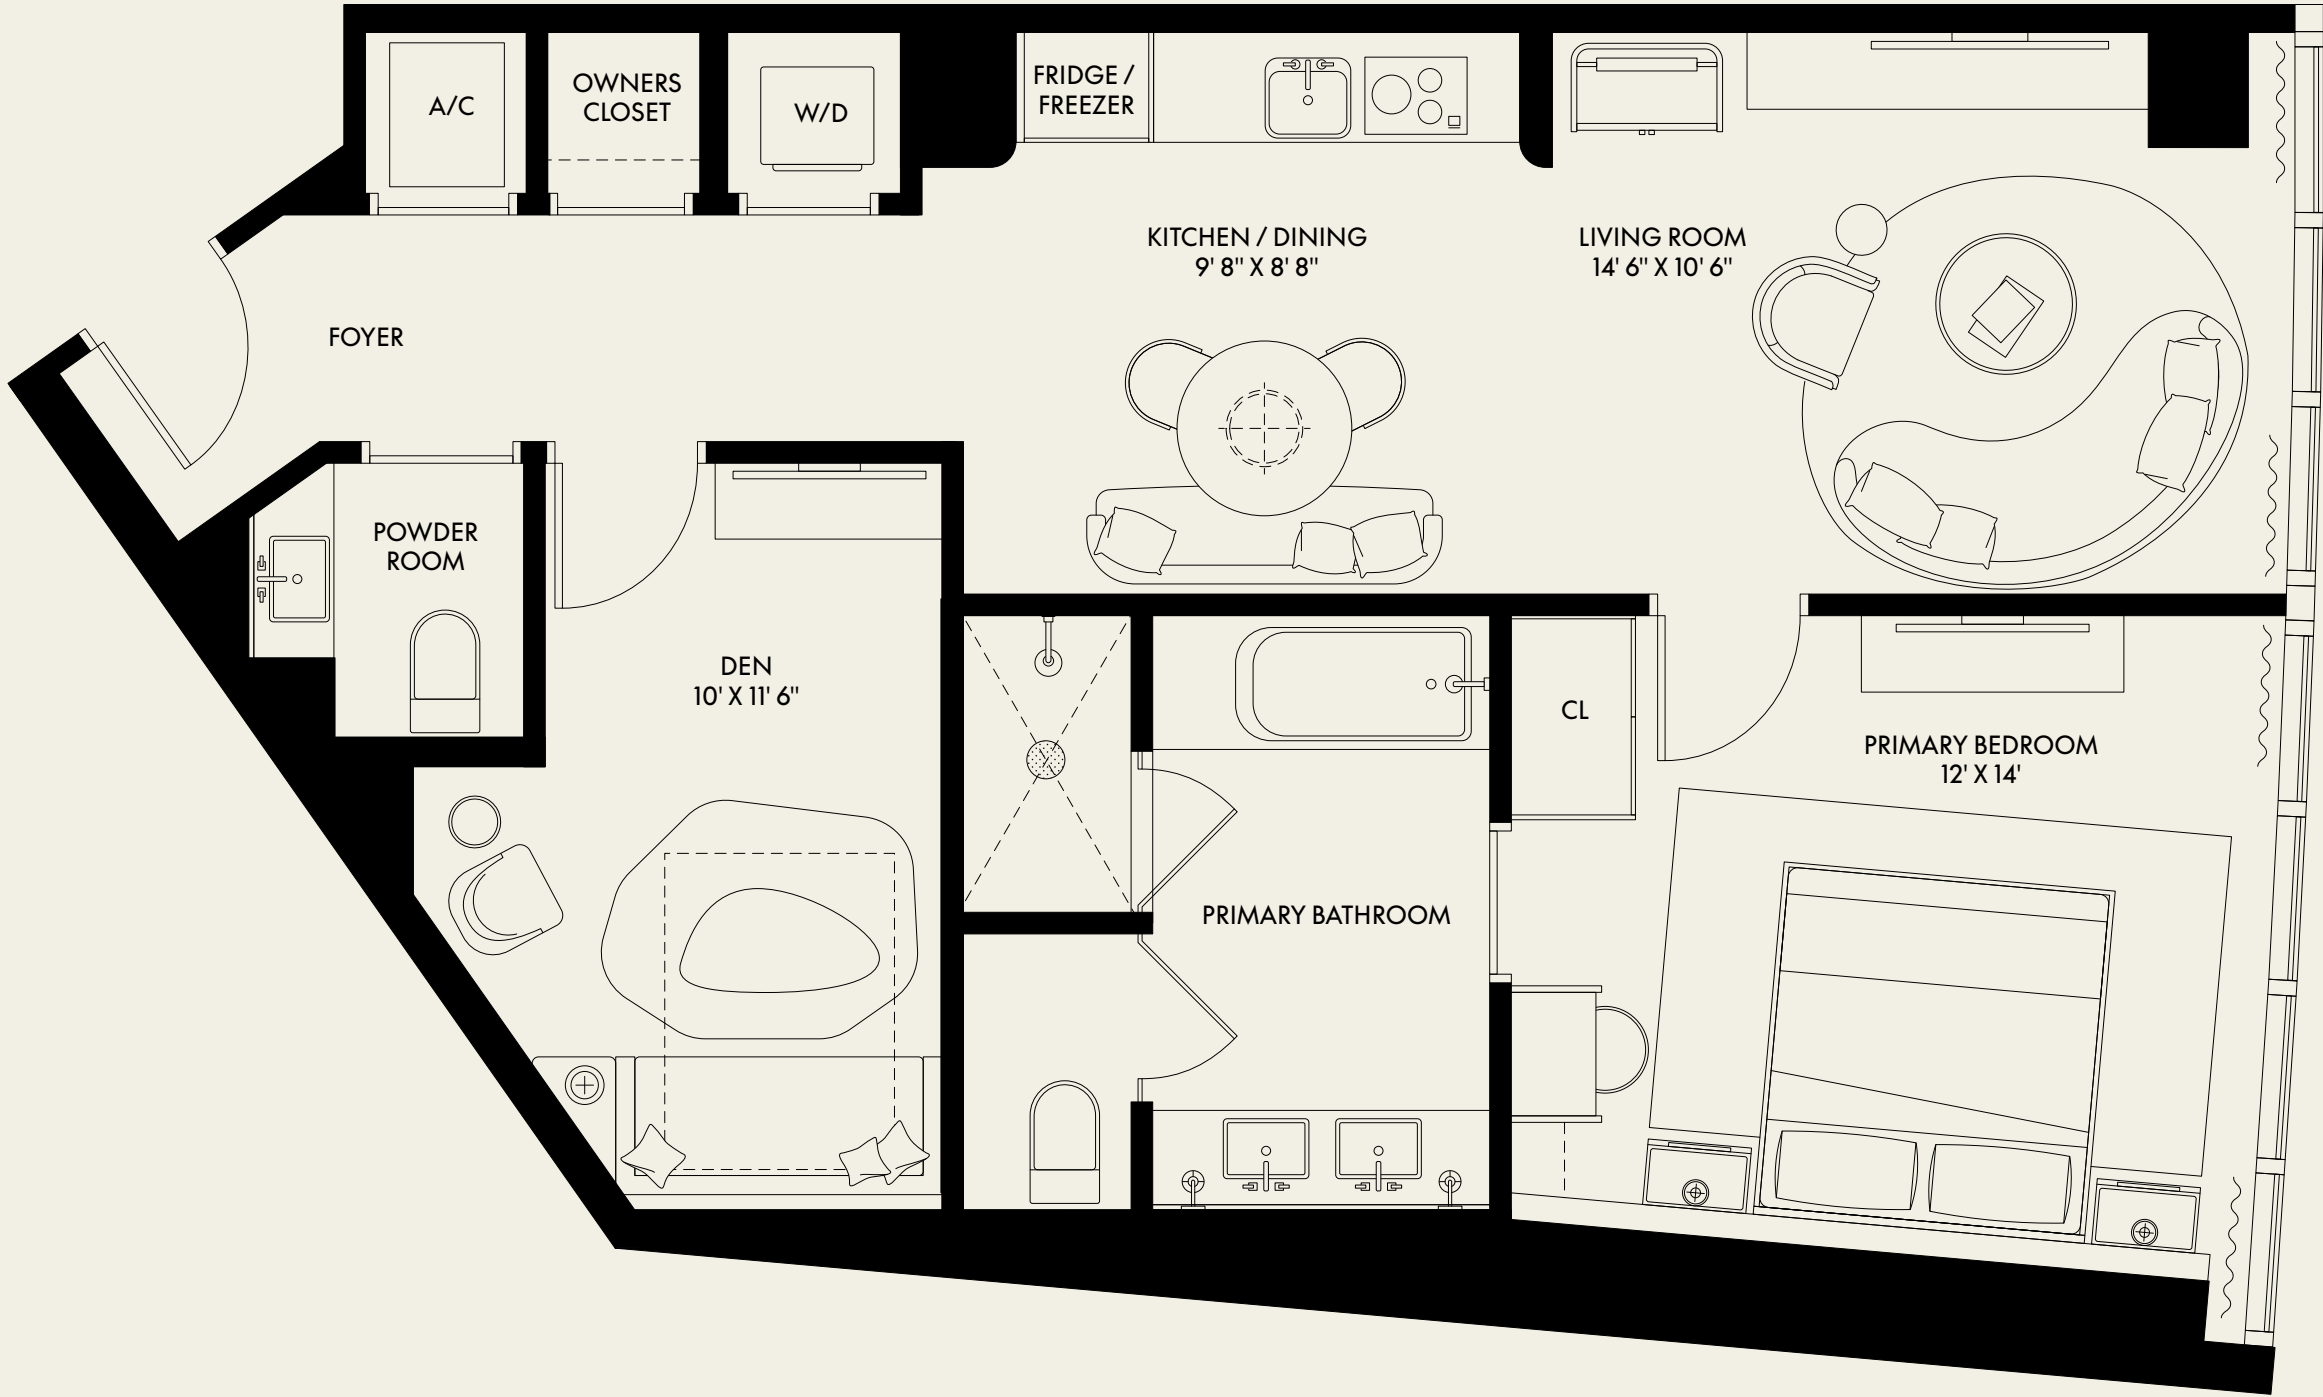 A/C
OWNERS
CLOSET
W/D
FRIDGE /
FREEZER
KITCHEN / DINING
9' 8" X 8' 8"
LIVING ROOM
14' 6" X 10' 6"
FOYER
POWDER
ROOM
DEN
10' X 11' 6"
CL
PRIMARY BEDROOM
12' X 14'
PRIMARY BATHROOM